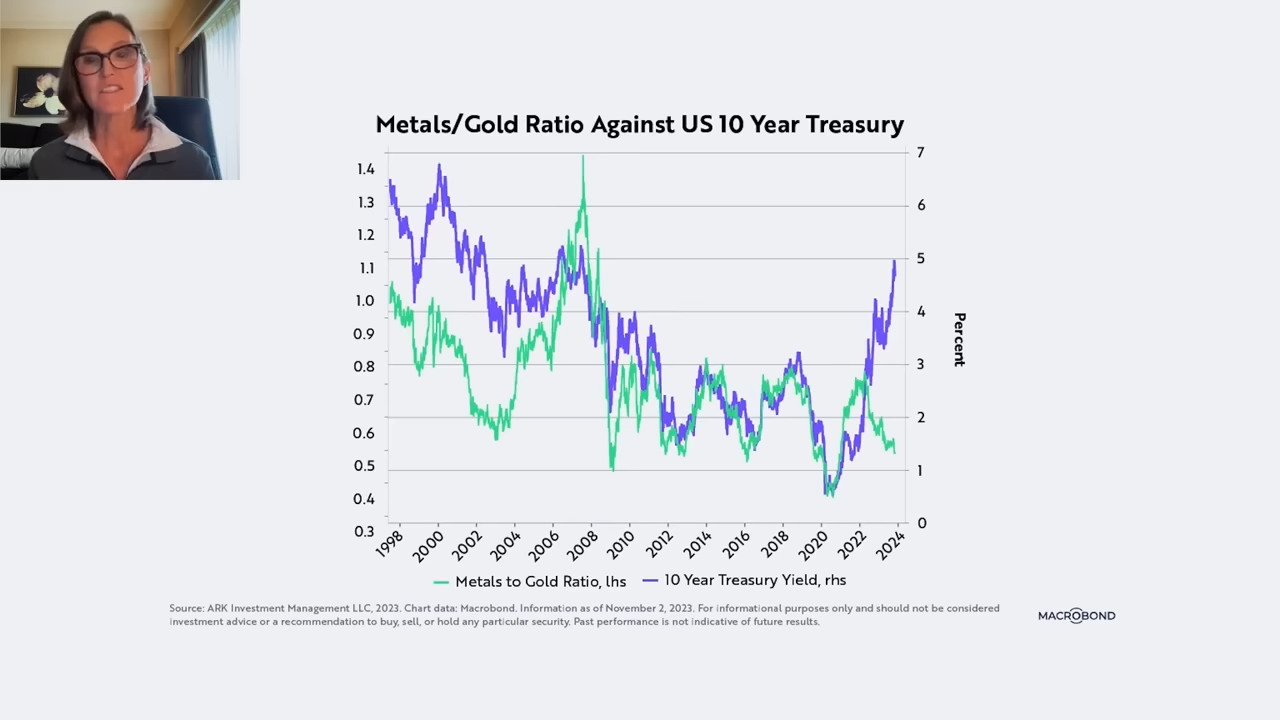 Metals/Gold Ratio Against US 10 Year Treasury
1.4
1.3
1.2
1.1
1.0
0.9
0.8
0.7
0.6
0.5
0.4
0.3
7
6
5
4
3
2
1
0
Percent
1998 2000 2002 2004 2006 2008 2010 2012 2014 2016 2018 2020 2022 2024
Metals to Gold Ratio, lhs 10 Year Treasury Yield, rhs
Source: ARK Investment Management LLC, 2023. Chart data: Macrobond. Information as of November 2, 2023. For informational purposes only and should not be considered
investment advice or a recommendation to buy, sell, or hold any particular security. Past performance is not indicative of future results.
MACROBOND